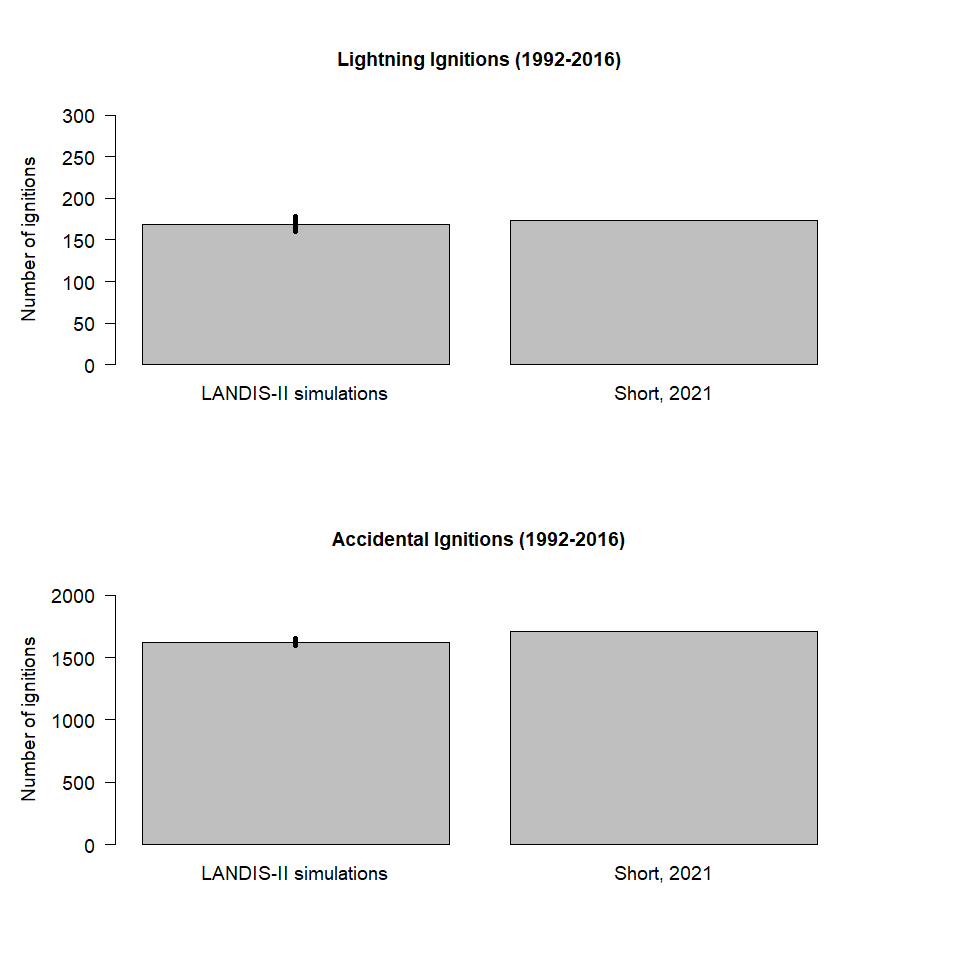 Lightning Ignitions (1992-2016)
300
250
200
150
100
50
0
Number of ignitions
LANDIS-II simulations
Short, 2021
Accidental Ignitions (1992-2016)
2000
1500
1000
500
0
Number of ignitions
LANDIS-II simulations
Short, 2021